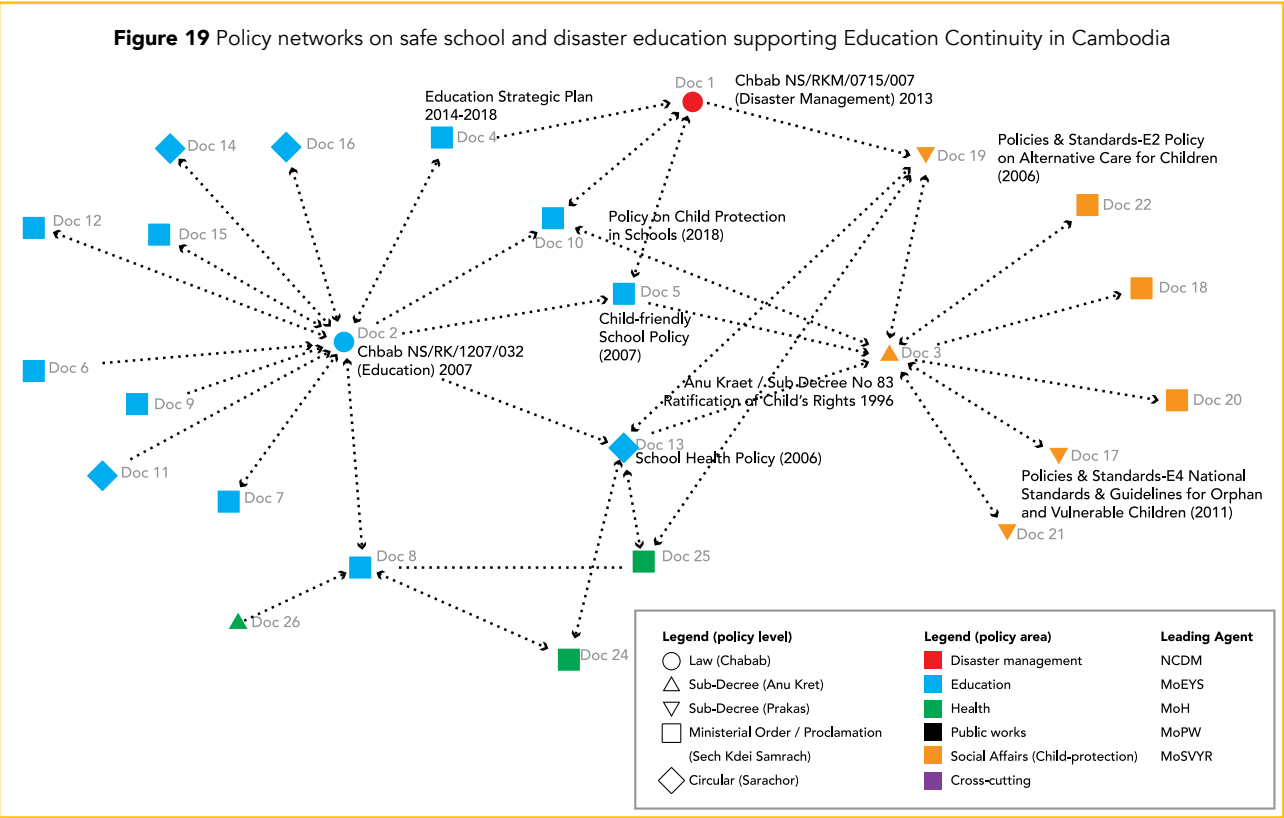 Figure 19 Policy networks on safe school and disaster education supporting Education Continuity in Cambodia
Doc 1
Chbab NS/RKM/0715/007
(Disaster Management) 2013
Education Strategic Plan
2014-2018
Doc 4
Doc 14
Doc 16
Doc 19
Policies & Standards-E2 Policy
on Alternative Care for Children
(2006)
Doc 22
Doc 12
Doc 15
Doc 10
Policy on Child Protection
in Schools (2018)
Doc 5
Child-friendly
School Policy
(2007)
Doc 18
Doc 2
Chbab NS/RK/1207/032
(Education) 2007
Doc 3
Anu Kraet / Sub Decree No 83
Ratification of Child's Rights 1996
Doc 6
Doc 9
Doc 20
Doc 11
Doc 7
Doc 13
School Health Policy (2006)
Doc 17
Policies & Standards-E4 National
Standards & Guidelines for Orphan
and Vulnerable Children (2011)
Doc 21
Doc 8
Doc 25
Doc 26
Doc 24
Legend (policy level)
Law (Chabab)
Sub-Decree (Anu Kret)
Sub-Decree (Prakas)
Ministerial Order / Proclamation
(Sech Kdei Samrach)
Circular (Sarachor)
Legend (policy area)
Disaster management
Education
Health
Public works
Social Affairs (Child-protection)
Cross-cutting
Leading Agent
NCDM
MoEYS
MoH
MoPW
MoSVYR